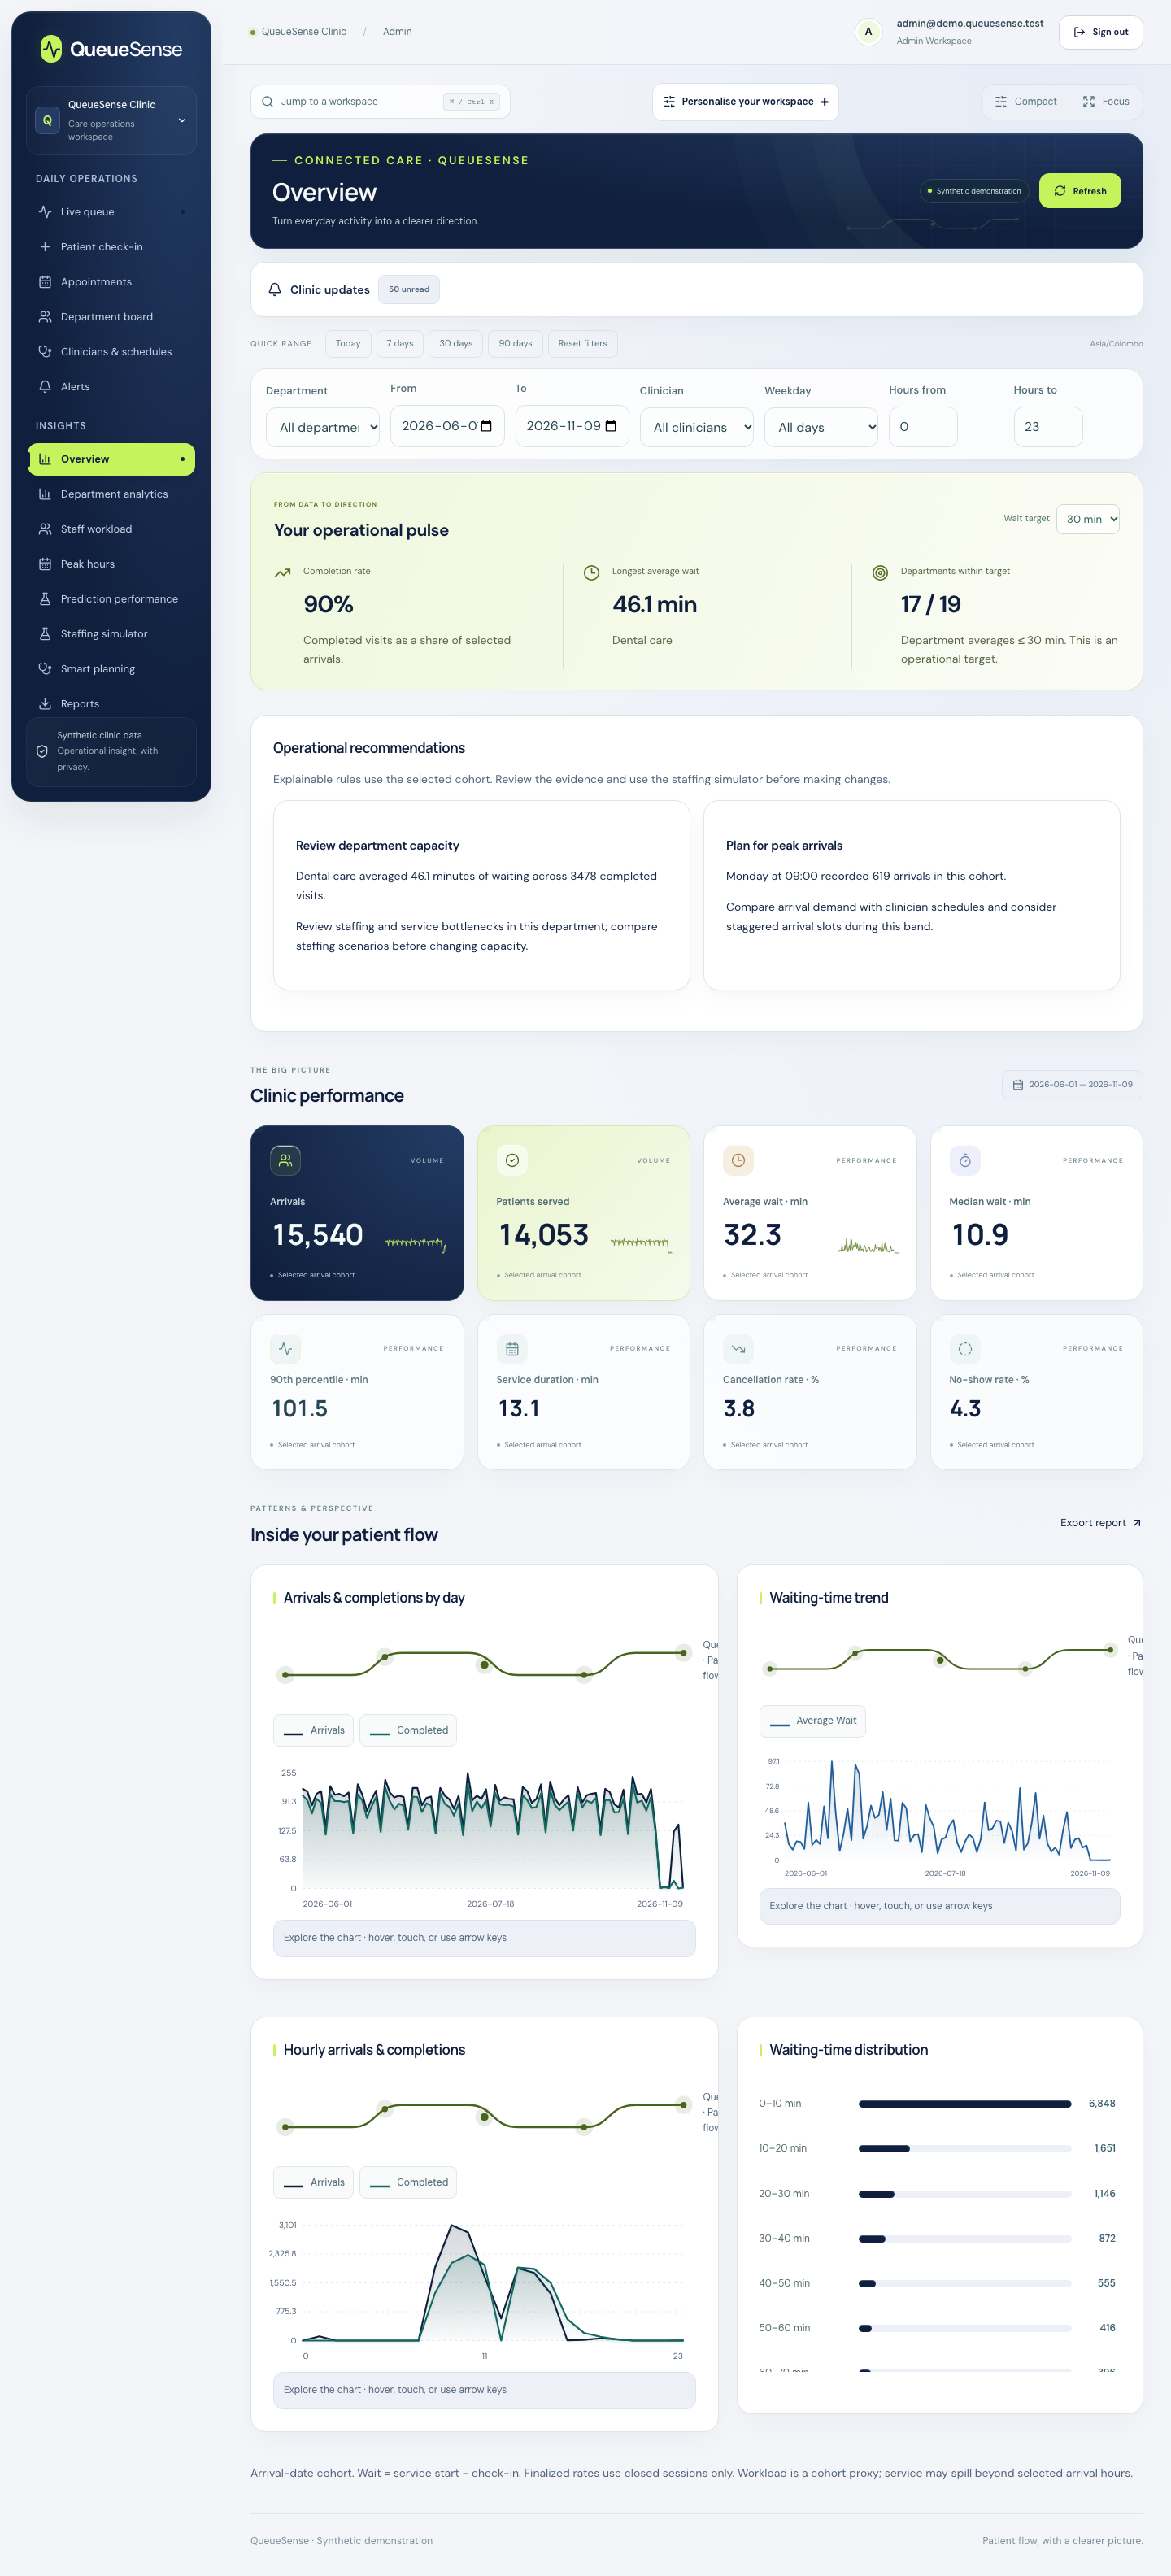 QueueSense
QueueSense Clinic
Care operations
workspace
DAILY OPERATIONS
Live queue
Patient check-in
Appointments
Department board
Clinicians & schedules
Alerts
INSIGHTS
Overview
Department analytics
Staff workload
Peak hours
Prediction performance
Staffing simulator
Smart planning
Reports
Synthetic clinic data
Operational insight, with
privacy.
QueueSense Clinic / Admin
A
admin@demo.queuesense.test
Admin Workspace
Sign out
Jump to a workspace
⌘ / Ctrl K
Personalise your workspace +
Compact
Focus
CONNECTED CARE · QUEUESENSE
Overview
Turn everyday activity into a clearer direction.
Synthetic demonstration
Refresh
Clinic updates
50 unread
QUICK RANGE
Today
7 days
30 days
90 days
Reset filters
Asia/Colombo
Department
From
To
Clinician
Weekday
Hours from
Hours to
All departme
2026-06-0
2026-11-09
All clinicians
All days
0
23
FROM DATA TO DIRECTION
Your operational pulse
Wait target
30 min
Completion rate
90%
Completed visits as a share of selected
arrivals.
Longest average wait
46.1 min
Dental care
Departments within target
17 / 19
Department averages ≤ 30 min. This is an
operational target.
Operational recommendations
Explainable rules use the selected cohort. Review the evidence and use the staffing simulator before making changes.
Review department capacity
Dental care averaged 46.1 minutes of waiting across 3478 completed
visits.
Review staffing and service bottlenecks in this department; compare
staffing scenarios before changing capacity.
Plan for peak arrivals
Monday at 09:00 recorded 619 arrivals in this cohort.
Compare arrival demand with clinician schedules and consider
staggered arrival slots during this band.
THE BIG PICTURE
Clinic performance
2026-06-01 — 2026-11-09
VOLUME
Arrivals
15,540
Selected arrival cohort
VOLUME
Patients served
14,053
Selected arrival cohort
PERFORMANCE
Average wait · min
32.3
Selected arrival cohort
PERFORMANCE
Median wait · min
10.9
Selected arrival cohort
PERFORMANCE
90th percentile · min
101.5
Selected arrival cohort
PERFORMANCE
Service duration · min
13.1
Selected arrival cohort
PERFORMANCE
Cancellation rate · %
3.8
Selected arrival cohort
PERFORMANCE
No-show rate · %
4.3
Selected arrival cohort
PATTERNS & PERSPECTIVE
Inside your patient flow
Export report
Arrivals & completions by day
Que
· Pa
flow
Arrivals
Completed
255
191.3
127.5
63.8
0
2026-06-01
2026-07-18
2026-11-09
Explore the chart · hover, touch, or use arrow keys
Waiting-time trend
Que
· Pa
flow
Average Wait
97.1
72.8
48.6
24.3
0
2026-06-01
2026-07-18
2026-11-09
Explore the chart · hover, touch, or use arrow keys
Hourly arrivals & completions
Que
· Pa
flow
Arrivals
Completed
3,101
2,325.8
1,550.5
775.3
0
0
11
23
Explore the chart · hover, touch, or use arrow keys
Waiting-time distribution
0–10 min 6,848
10–20 min 1,651
20–30 min 1,146
30–40 min 872
40–50 min 555
50–60 min 416
Arrival-date cohort. Wait = service start - check-in. Finalized rates use closed sessions only. Workload is a cohort proxy; service may spill beyond selected arrival hours.
QueueSense · Synthetic demonstration
Patient flow, with a clearer picture.